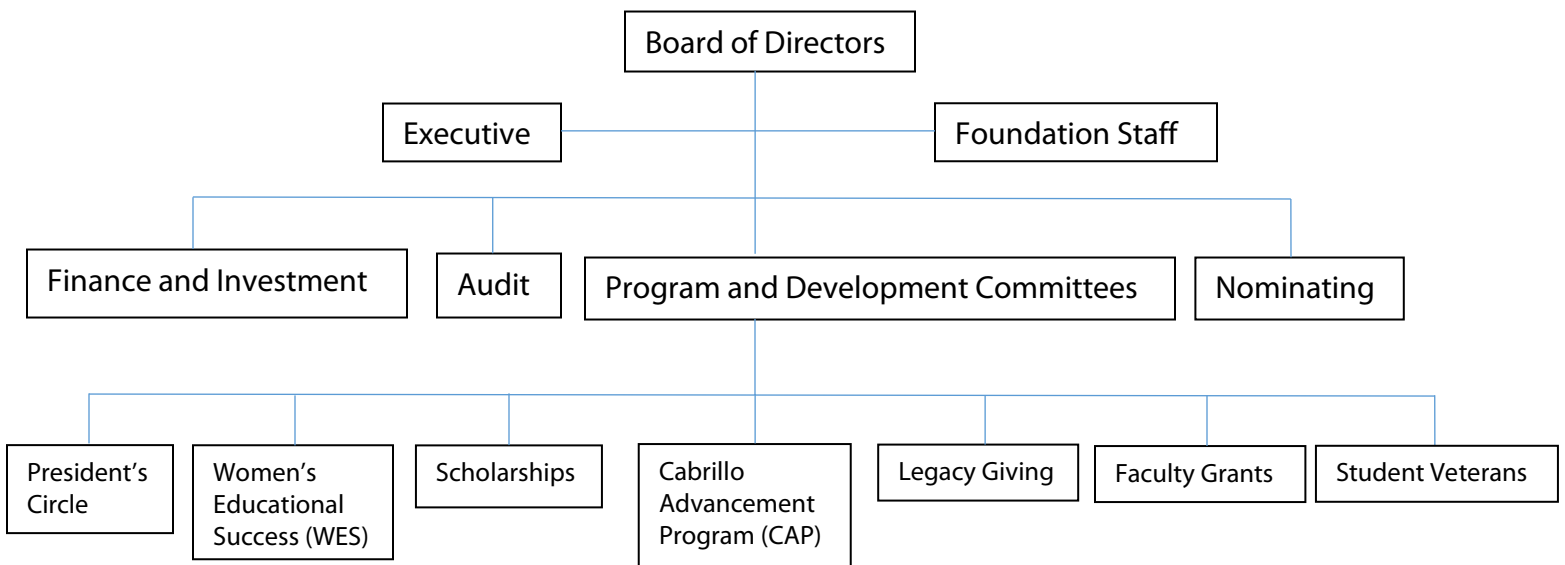 Board of Directors
Executive
Foundation Staff
Finance and Investment
Audit
Program and Development Committees
Nominating
President’s
Circle
Women’s
Educational
Success (WES)
Scholarships
Cabrillo
Advancement
Program (CAP)
Legacy Giving
Faculty Grants
Student Veterans